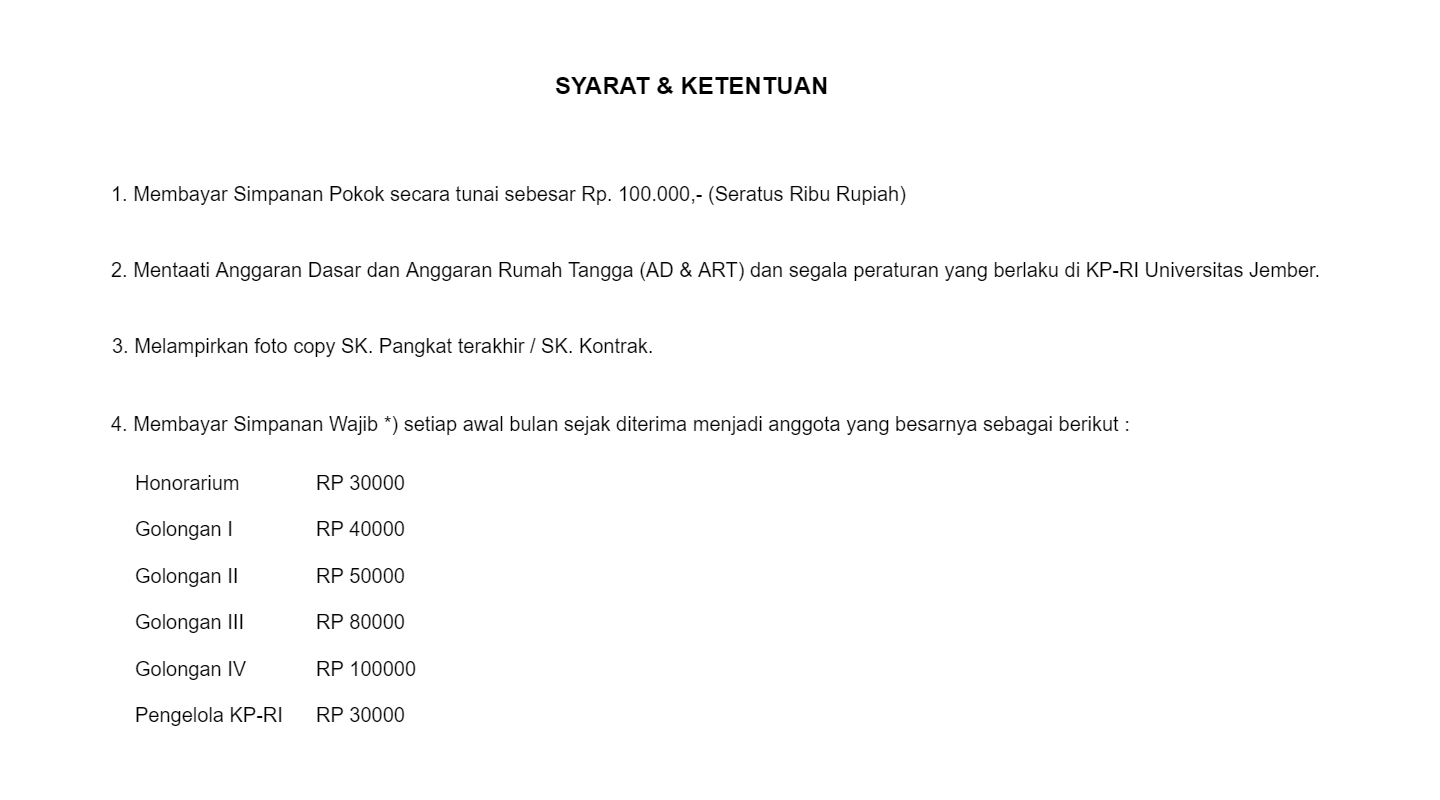 SYARAT & KETENTUAN
1. Membayar Simpanan Pokok secara tunai sebesar Rp. 100.000,- (Seratus Ribu Rupiah)
2. Mentaati Anggaran Dasar dan Anggaran Rumah Tangga (AD & ART) dan segala peraturan yang berlaku di KP-RI Universitas Jember.
3. Melampirkan foto copy SK. Pangkat terakhir / SK. Kontrak.
4. Membayar Simpanan Wajib *) setiap awal bulan sejak diterima menjadi anggota yang besarnya sebagai berikut :
Honorarium RP 30000
Golongan I RP 40000
Golongan II RP 50000
Golongan III RP 80000
Golongan IV RP 100000
Pengelola KP-RI RP 30000